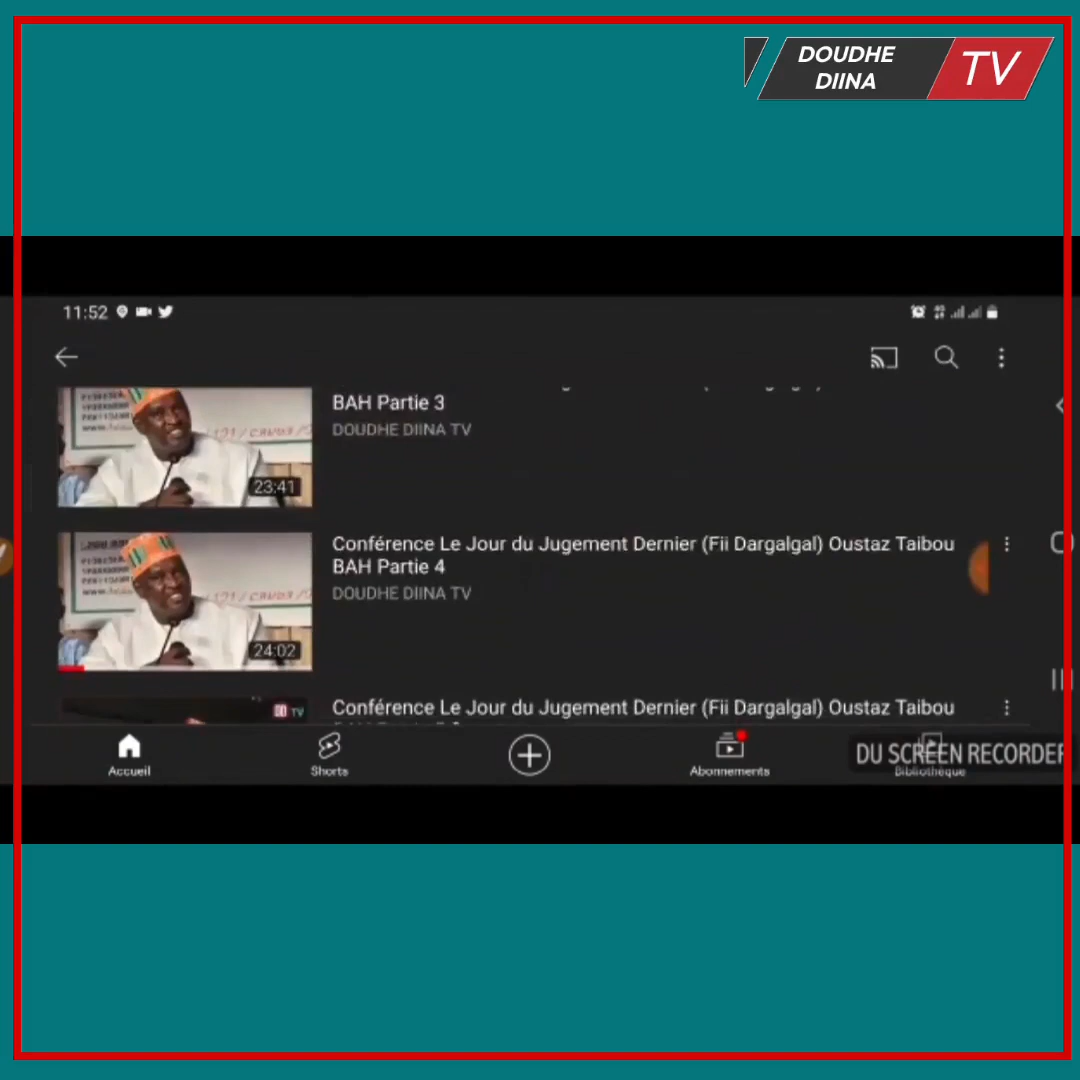 DOUDHE
DIINA
TV
11:52
BAH Partie 3
DOUDHE DIINA TV
23:41
Conférence Le Jour du Jugement Dernier (Fii Dargalgal) Oustaz Taibou
BAH Partie 4
DOUDHE DIINA TV
24:02
TV
Conférence Le Jour du Jugement Dernier (Fii Dargalgal) Oustaz Taibou
Accueil
Shorts
Abonnements
Bibliothèque
DU SCREEN RECORDER